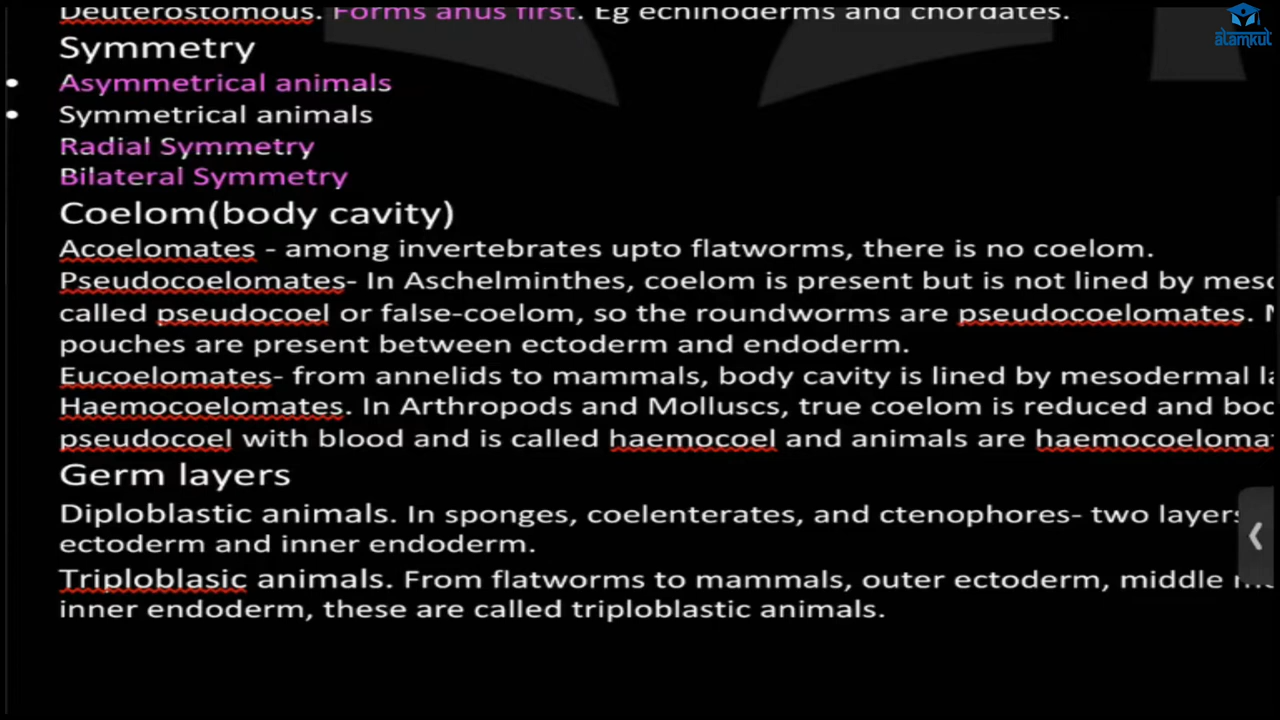 Deuterostomous. Forms anus first. Eg echinoderms and chordates.
alamkul
Symmetry
• Asymmetrical animals
• Symmetrical animals
Radial Symmetry
Bilateral Symmetry
Coelom(body cavity)
Acoelomates - among invertebrates upto flatworms, there is no coelom.
Pseudocoelomates- In Aschelminthes, coelom is present but is not lined by
called pseudocoel or false-coelom, so the roundworms are pseudocoelomates.
pouches are present between ectoderm and endoderm.
Eucoelomates- from annelids to mammals, body cavity is lined by mesodermal
Haemocoelomates. In Arthropods and Molluscs, true coelom is reduced and
pseudocoel with blood and is called haemocoel and animals are
Germ layers
Diploblastic animals. In sponges, coelenterates, and ctenophores- two
ectoderm and inner endoderm.
Triploblasic animals. From flatworms to mammals, outer ectoderm, middle
inner endoderm, these are called triploblastic animals.